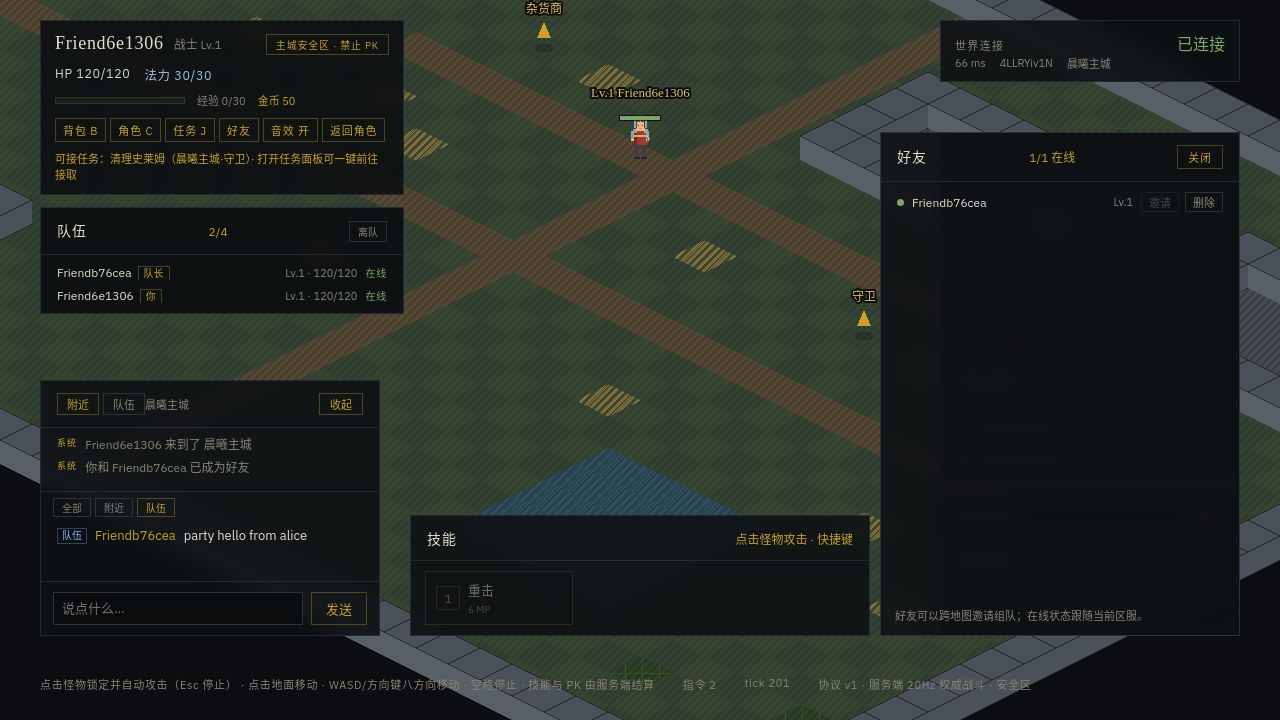 杂货商
Lv.1 Friend6e1306
守卫
Friend6e1306 战士 Lv.1 主城安全区 · 禁止 PK
HP 120/120 法力 30/30
经验 0/30 金币 50
背包 B 角色 C 任务 J 好友 音效 开 返回角色
可接任务：清理史莱姆（晨曦主城·守卫）· 打开任务面板可一键前往
接取
队伍 2/4 离队
Friendb76cea 队长 Lv.1 · 120/120 在线
Friend6e1306 你 Lv.1 · 120/120 在线
附近 队伍 晨曦主城 收起
系统 Friend6e1306 来到了 晨曦主城
系统 你和 Friendb76cea 已成为好友
全部 附近 队伍
队伍 Friendb76cea party hello from alice
说点什么… 发送
技能 点击怪物攻击 · 快捷键
1 重击
6 MP
世界连接 已连接
66 ms 4LLRYiv1N 晨曦主城
好友 1/1 在线 关闭
Friendb76cea Lv.1 邀请 删除
好友可以跨地图邀请组队；在线状态跟随当前区服。
点击怪物锁定并自动攻击（Esc 停止） · 点击地面移动 · WASD/方向键八方向移动 · 空格停止 · 技能与 PK 由服务端结算 指令 2 tick 201 协议 v1 · 服务端 20Hz 权威战斗 · 安全区